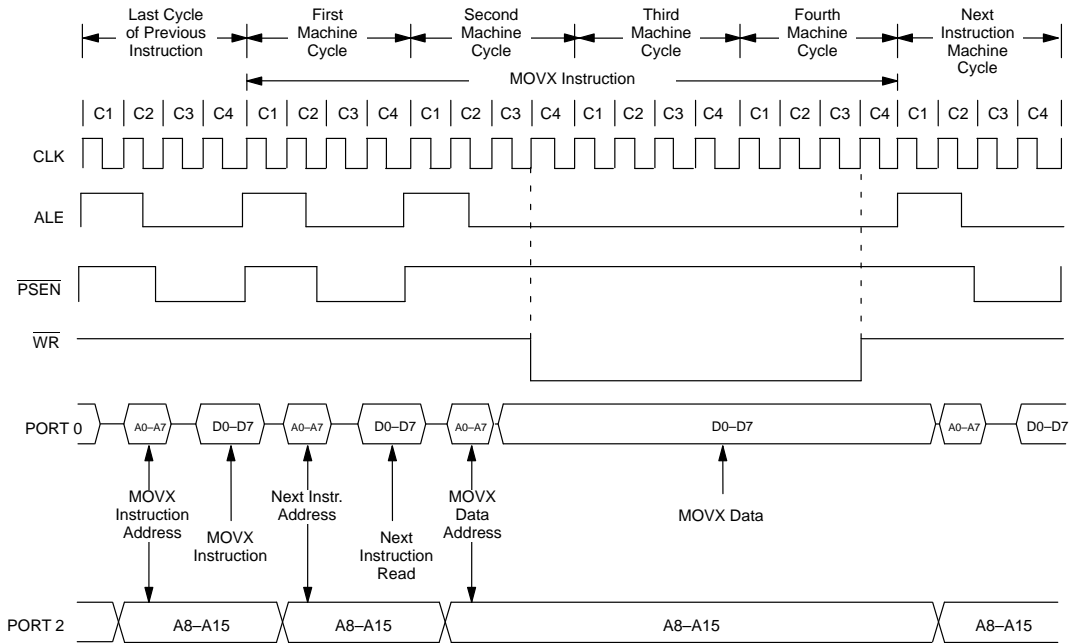 Last Cycle
of Previous
Instruction
First
Machine
Cycle
Second
Machine
Cycle
Third
Machine
Cycle
Fourth
Machine
Cycle
Next
Instruction
Machine
Cycle
MOVX Instruction
C1 C2 C3 C4 C1 C2 C3 C4 C1 C2 C3 C4 C1 C2 C3 C4 C1 C2 C3 C4 C1 C2 C3 C4
CLK
ALE
PSEN
WR
PORT 0
A0–A7 D0–D7 A0–A7 D0–D7 A0–A7 D0–D7 A0–A7 D0–D7
MOVX
Instruction
Address
MOVX
Instruction
Next Instr.
Address
Next
Instruction
Read
MOVX
Data
Address
MOVX Data
PORT 2
A8–A15 A8–A15 A8–A15 A8–A15